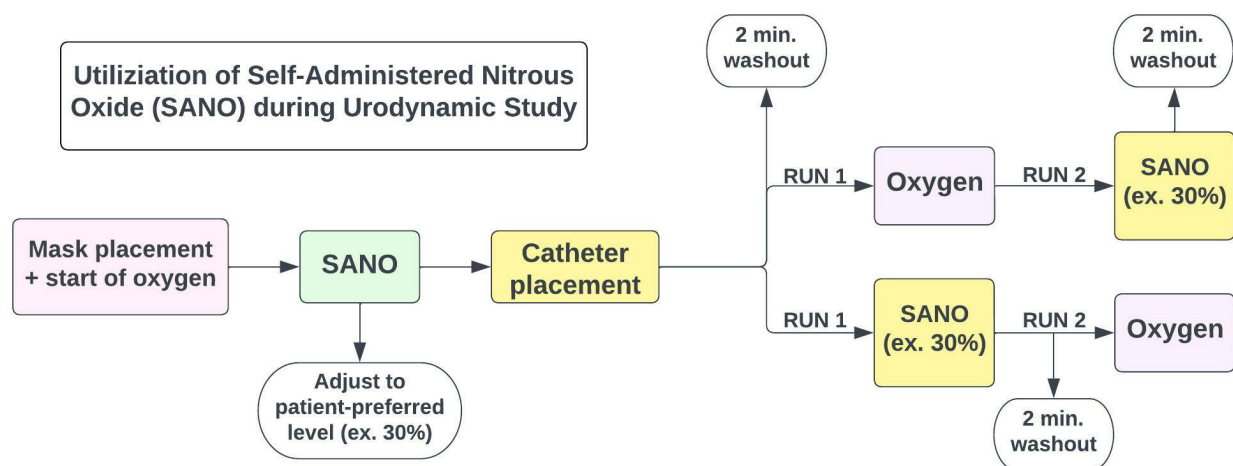 Utiliziation of Self-Administered Nitrous
Oxide (SANO) during Urodynamic Study
Mask placement
+ start of oxygen
SANO
Adjust to
patient-preferred
level (ex. 30%)
Catheter
placement
2 min.
washout
RUN 1
Oxygen
RUN 2
SANO
(ex. 30%)
2 min.
washout
RUN 1
SANO
(ex. 30%)
RUN 2
2 min.
washout
Oxygen